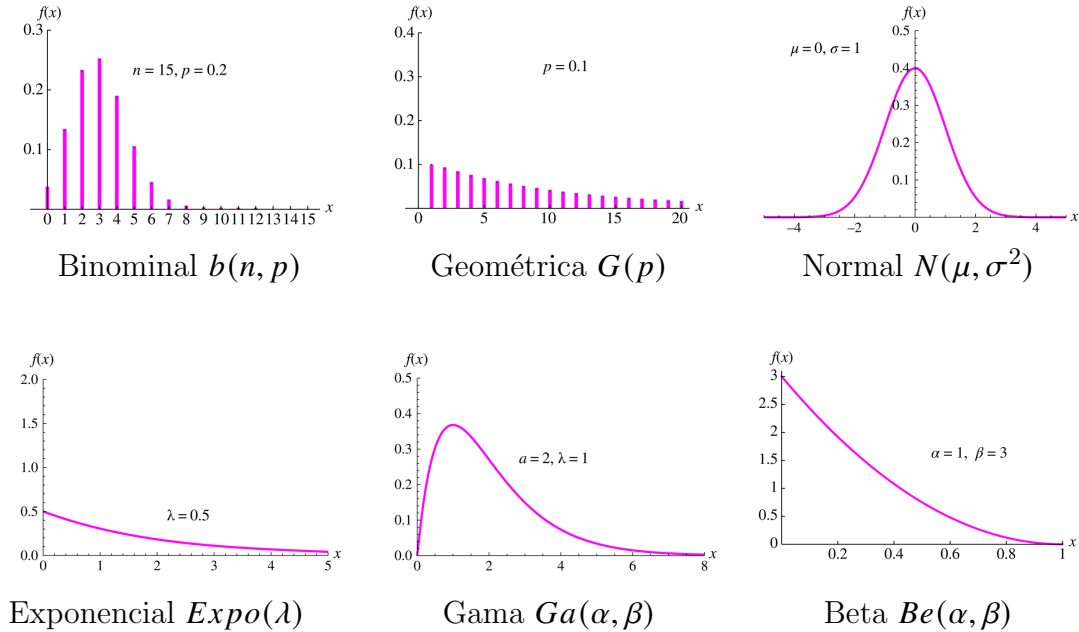 f(x)
0.3
0.2
0.1
n = 15, p = 0.2
0 1 2 3 4 5 6 7 8 9 10 11 12 13 14 15
x
Binominal b(n, p)
f(x)
0.4
0.3
0.2
0.1
0.0
p = 0.1
0 5 10 15 20
x
Geométrica G(p)
f(x)
0.5
0.4
0.3
0.2
0.1
μ = 0, σ = 1
−4 −2 0 2 4
x
Normal N(μ, σ²)
f(x)
2.0
1.5
1.0
0.5
0.0
λ = 0.5
0 1 2 3 4 5
x
Exponencial Expo(λ)
f(x)
0.5
0.4
0.3
0.2
0.1
0.0
a = 2, λ = 1
0 2 4 6 8
x
Gama Ga(α, β)
f(x)
3
2.5
2
1.5
1
0.5
0
α = 1, β = 3
0.2 0.4 0.6 0.8 1
x
Beta Be(α, β)